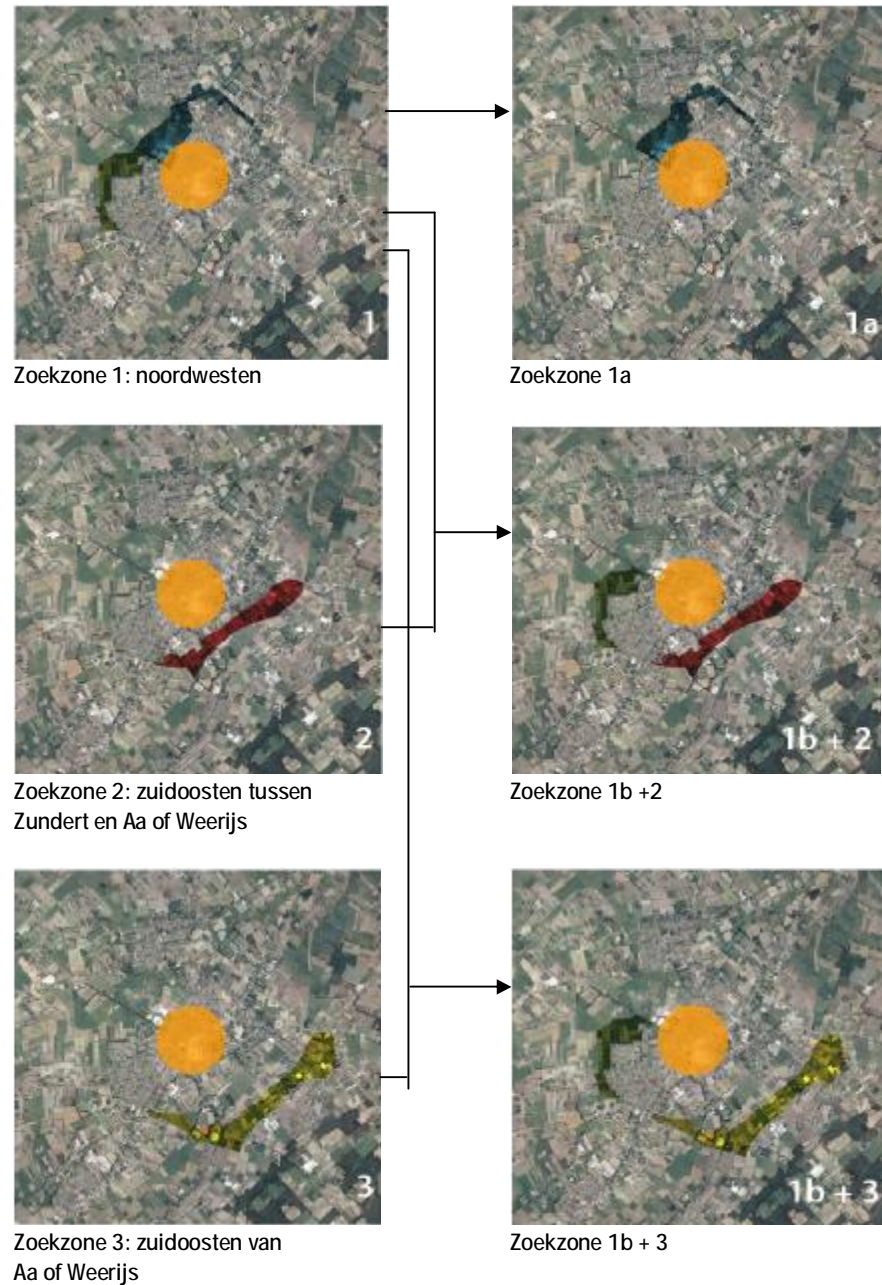 1
1a
Zoekzone 1: noordwesten
Zoekzone 1a
2
1b + 2
Zoekzone 2: zuidoosten tussen
Zundert en Aa of Weerijs
Zoekzone 1b +2
3
1b + 3
Zoekzone 3: zuidoosten van
Aa of Weerijs
Zoekzone 1b + 3